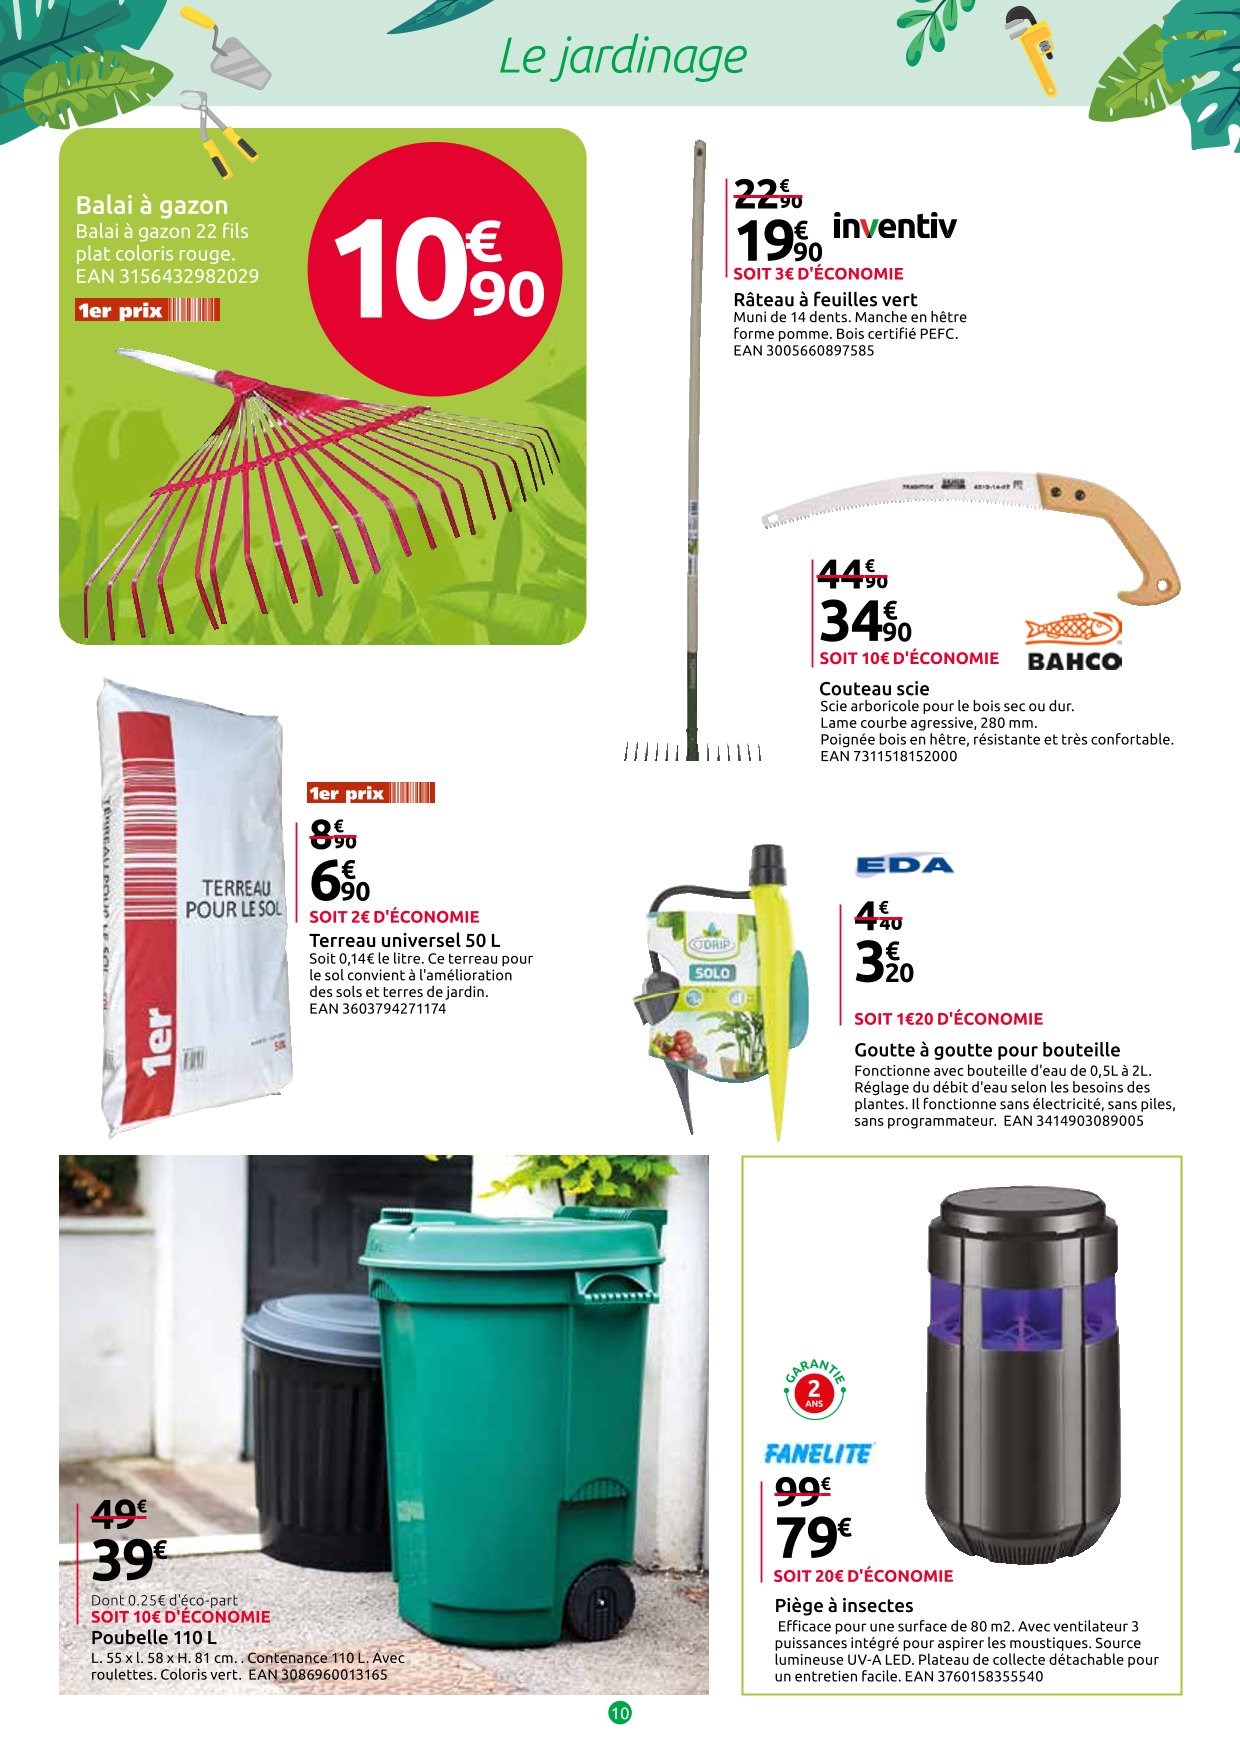 Le jardinage
Balai à gazon
Balai à gazon 22 fils
plat coloris rouge.
EAN 3156432982029
1er prix
10€90
22€90
19€90
inventiv
SOIT 3€ D'ÉCONOMIE
Râteau à feuilles vert
Muni de 14 dents. Manche en hêtre
forme pomme. Bois certifié PEFC.
EAN 3005660897585
TRADITION BAHCO
44€90
34€90
SOIT 10€ D'ÉCONOMIE
BAHCO
Couteau scie
Scie arboricole pour le bois sec ou dur.
Lame courbe agressive, 280 mm.
Poignée bois en hêtre, résistante et très confortable.
EAN 7311518152000
TERREAU POUR LE SOL
TERREAU
POUR LE SOL
1er
50L
1er prix
8€90
6€90
SOIT 2€ D'ÉCONOMIE
Terreau universel 50 L
Soit 0,14€ le litre. Ce terreau pour
le sol convient à l'amélioration
des sols et terres de jardin.
EAN 3603794271174
DRIP
SOLO
EDA
4€40
3€20
SOIT 1€20 D'ÉCONOMIE
Goutte à goutte pour bouteille
Fonctionne avec bouteille d'eau de 0,5L à 2L.
Réglage du débit d'eau selon les besoins des
plantes. Il fonctionne sans électricité, sans piles,
sans programmateur. EAN 3414903089005
49€
39€
Dont 0.25€ d'éco-part
SOIT 10€ D'ÉCONOMIE
Poubelle 110 L
L. 55 x l. 58 x H. 81 cm. . Contenance 110 L. Avec
roulettes. Coloris vert. EAN 3086960013165
GARANTIE
2
ANS
FANELITE
99€
79€
SOIT 20€ D'ÉCONOMIE
Piège à insectes
Efficace pour une surface de 80 m2. Avec ventilateur 3
puissances intégré pour aspirer les moustiques. Source
lumineuse UV-A LED. Plateau de collecte détachable pour
un entretien facile. EAN 3760158355540
10